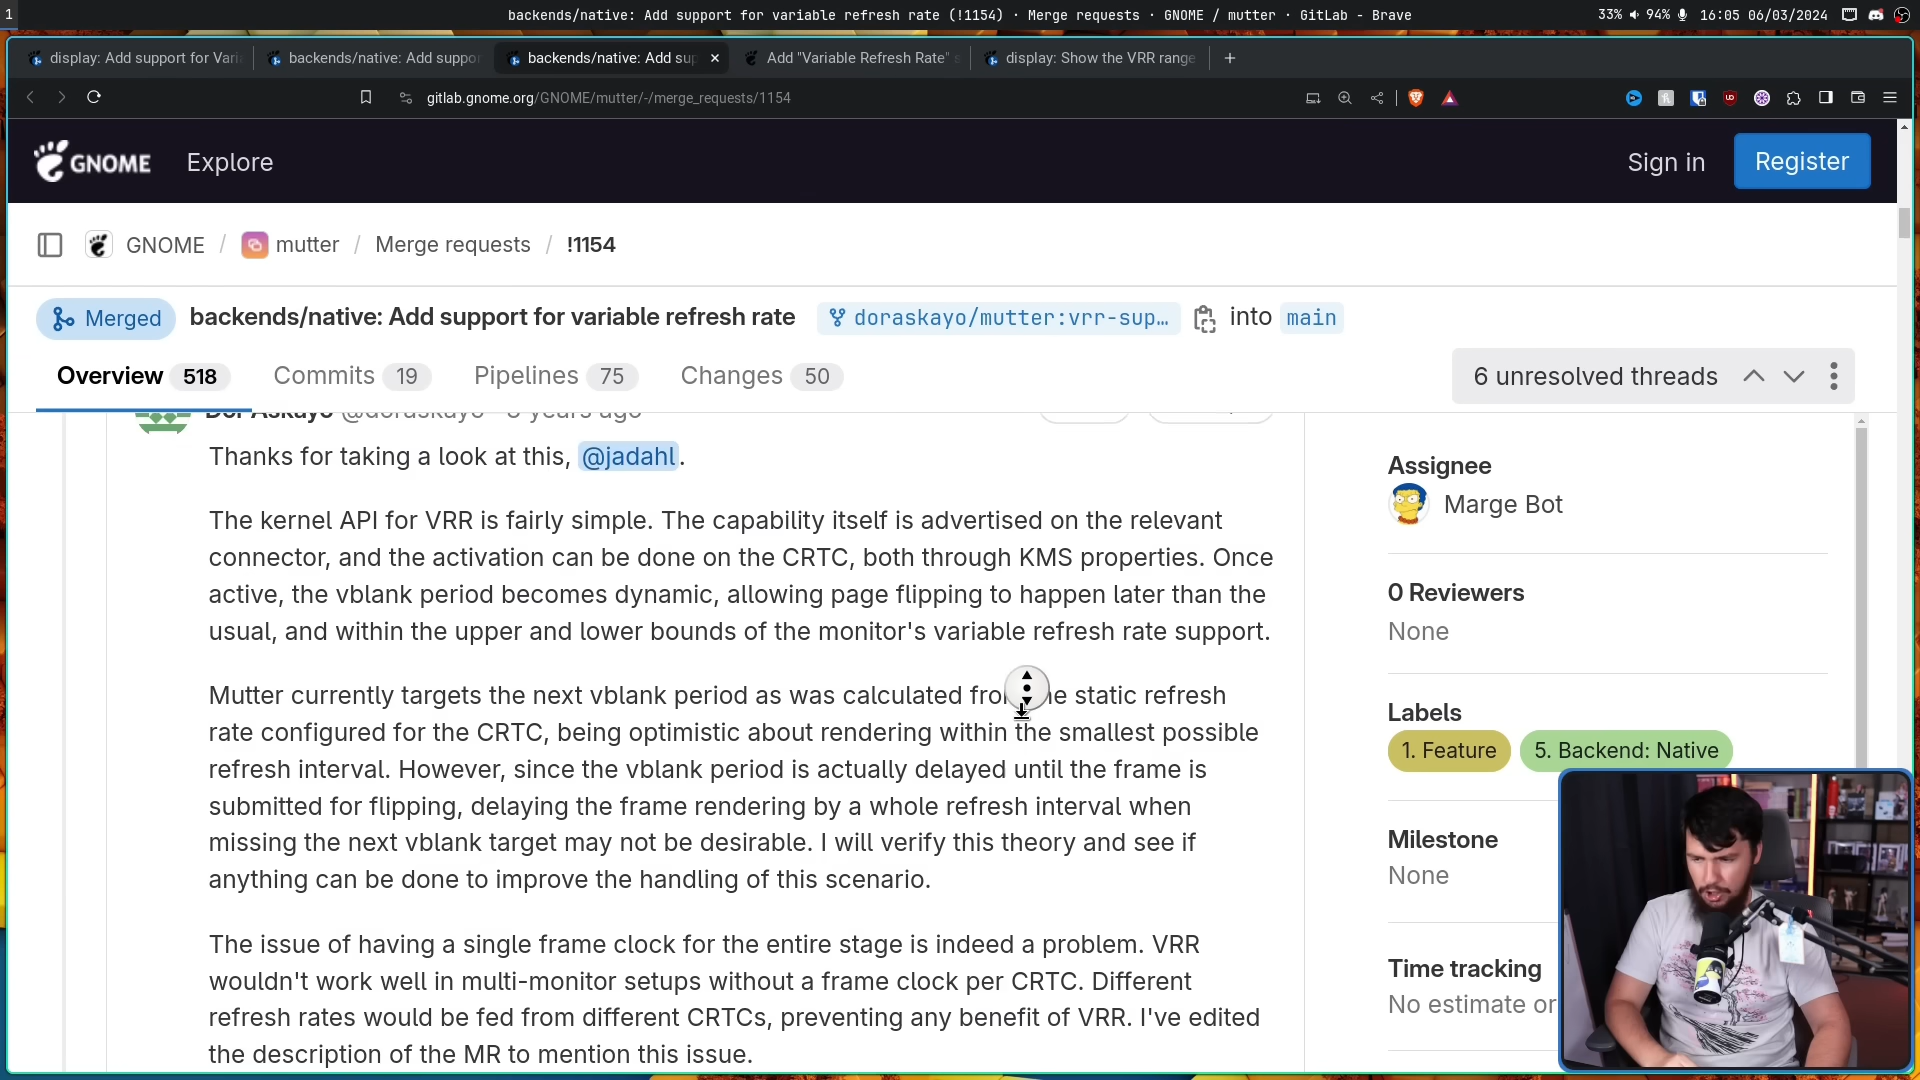 1
backends/native: Add support for variable refresh rate (!1154) · Merge requests · GNOME / mutter · GitLab - Brave
33% 94% 16:05 06/03/2024
display: Add support for Vari
backends/native: Add suppor
backends/native: Add sup
Add "Variable Refresh Rate" s
display: Show the VRR range
gitlab.gnome.org/GNOME/mutter/-/merge_requests/1154
GNOME
Explore
Sign in
Register
GNOME / mutter / Merge requests / !1154
Merged
backends/native: Add support for variable refresh rate
doraskayo/mutter:vrr-sup… into main
Overview 518
Commits 19
Pipelines 75
Changes 50
6 unresolved threads
Dor Askayo @doraskayo · 3 years ago
Thanks for taking a look at this, @jadahl.
The kernel API for VRR is fairly simple. The capability itself is advertised on the relevant
connector, and the activation can be done on the CRTC, both through KMS properties. Once
active, the vblank period becomes dynamic, allowing page flipping to happen later than the
usual, and within the upper and lower bounds of the monitor's variable refresh rate support.
Mutter currently targets the next vblank period as was calculated from the static refresh
rate configured for the CRTC, being optimistic about rendering within the smallest possible
refresh interval. However, since the vblank period is actually delayed until the frame is
submitted for flipping, delaying the frame rendering by a whole refresh interval when
missing the next vblank target may not be desirable. I will verify this theory and see if
anything can be done to improve the handling of this scenario.
The issue of having a single frame clock for the entire stage is indeed a problem. VRR
wouldn't work well in multi-monitor setups without a frame clock per CRTC. Different
refresh rates would be fed from different CRTCs, preventing any benefit of VRR. I've edited
the description of the MR to mention this issue.
Assignee
Marge Bot
0 Reviewers
None
Labels
1. Feature
5. Backend: Native
Milestone
None
Time tracking
No estimate or